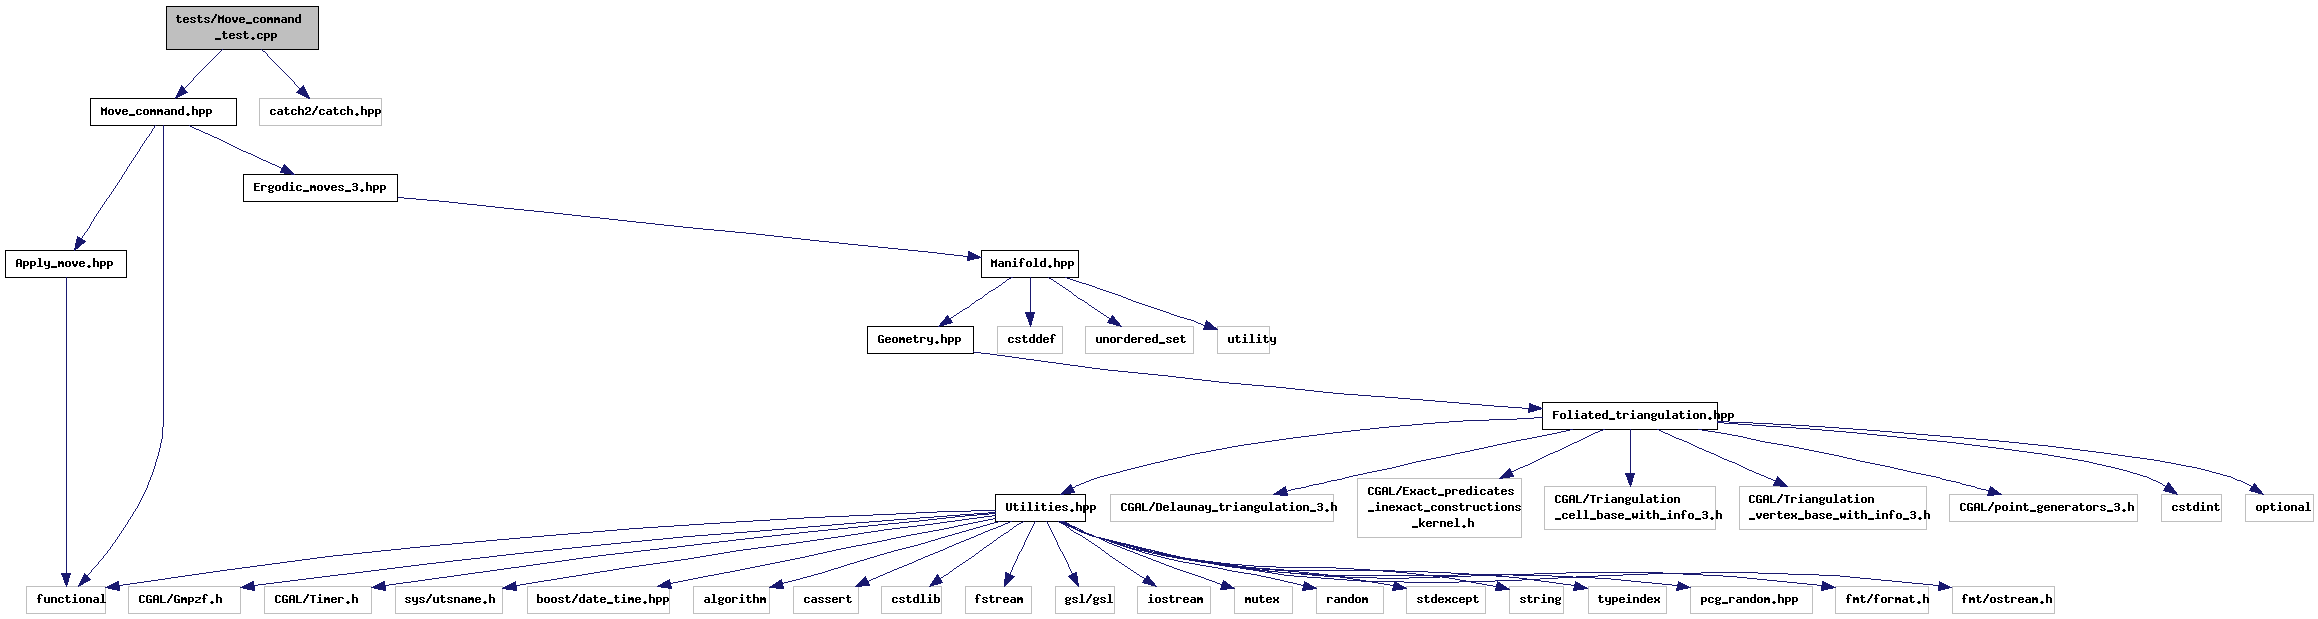 tests/Move_command
_test.cpp
Move_command.hpp
catch2/catch.hpp
Ergodic_moves_3.hpp
Apply_move.hpp
Manifold.hpp
Geometry.hpp
cstddef
unordered_set
utility
Foliated_triangulation.hpp
Utilities.hpp
CGAL/Delaunay_triangulation_3.h
CGAL/Exact_predicates
_inexact_constructions
_kernel.h
CGAL/Triangulation
_cell_base_with_info_3.h
CGAL/Triangulation
_vertex_base_with_info_3.h
CGAL/point_generators_3.h
cstdint
optional
functional
CGAL/Gmpzf.h
CGAL/Timer.h
sys/utsname.h
boost/date_time.hpp
algorithm
cassert
cstdlib
fstream
gsl/gsl
iostream
mutex
random
stdexcept
string
typeindex
pcg_random.hpp
fmt/format.h
fmt/ostream.h